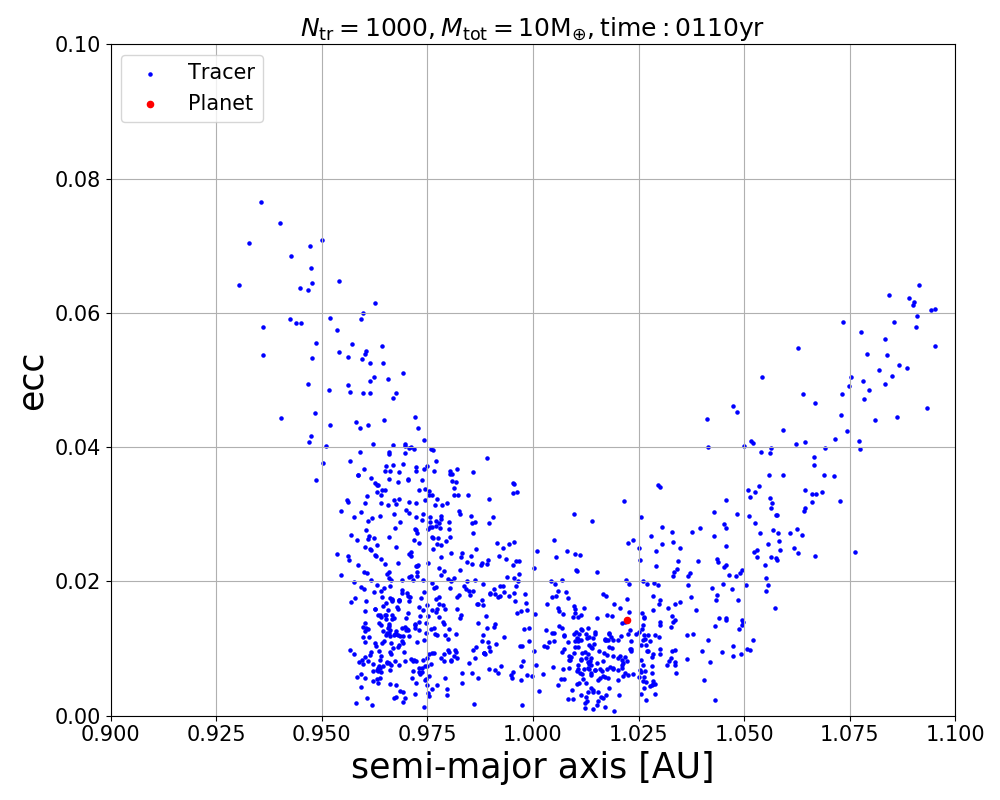 N_tr = 1000, M_tot = 10M_⊕, time : 0110yr
0.10
Tracer
Planet
0.08
0.06
ecc
0.04
0.02
0.00
0.900 0.925 0.950 0.975 1.000 1.025 1.050 1.075 1.100
semi-major axis [AU]